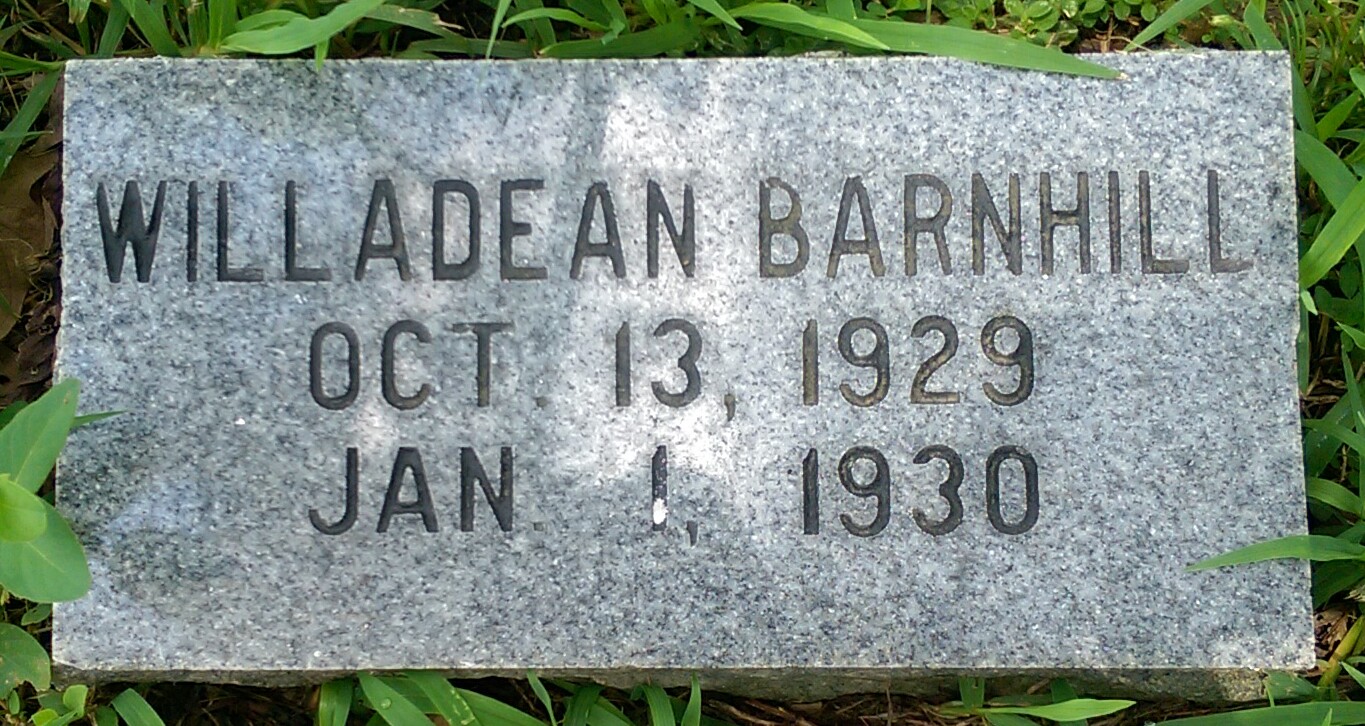 WILLADEAN BARNHILL
OCT. 13, 1929
JAN. 1, 1930